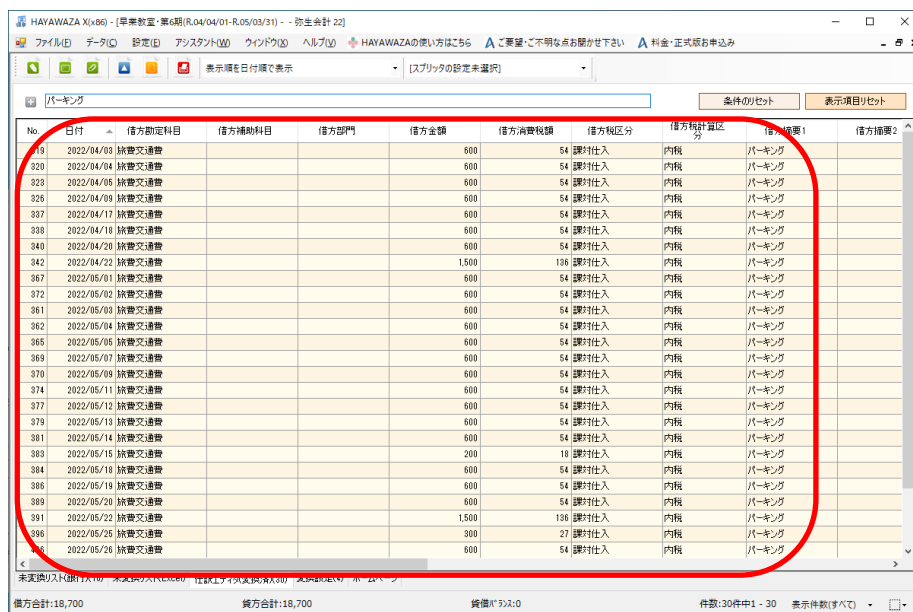 HAYAWAZA X(x86) - [早業教室・第6期(R.04/04/01-R.05/03/31) - - 弥生会計 22]
ファイル(F) データ(C) 設定(E) アシスタント(W) ウインドウ(X) ヘルプ(V) HAYAWAZAの使い方はこちら ご要望・ご不明な点お聞かせ下さい 料金・正式版お申込み
表示順を日付順で表示 [スプリッタの設定未選択]
パーキング 条件のリセット 表示項目リセット
No. 日付 借方勘定科目 借方補助科目 借方部門 借方金額 借方消費税額 借方税区分 借方税計算区分 借方摘要1 借方摘要2
319 2022/04/03 旅費交通費 600 54 課対仕入 内税 パーキング
320 2022/04/04 旅費交通費 600 54 課対仕入 内税 パーキング
323 2022/04/05 旅費交通費 600 54 課対仕入 内税 パーキング
326 2022/04/09 旅費交通費 600 54 課対仕入 内税 パーキング
337 2022/04/17 旅費交通費 600 54 課対仕入 内税 パーキング
338 2022/04/18 旅費交通費 600 54 課対仕入 内税 パーキング
340 2022/04/20 旅費交通費 600 54 課対仕入 内税 パーキング
342 2022/04/22 旅費交通費 1,500 136 課対仕入 内税 パーキング
367 2022/05/01 旅費交通費 600 54 課対仕入 内税 パーキング
372 2022/05/02 旅費交通費 600 54 課対仕入 内税 パーキング
361 2022/05/03 旅費交通費 600 54 課対仕入 内税 パーキング
362 2022/05/04 旅費交通費 600 54 課対仕入 内税 パーキング
365 2022/05/05 旅費交通費 600 54 課対仕入 内税 パーキング
369 2022/05/07 旅費交通費 600 54 課対仕入 内税 パーキング
370 2022/05/09 旅費交通費 600 54 課対仕入 内税 パーキング
374 2022/05/11 旅費交通費 600 54 課対仕入 内税 パーキング
377 2022/05/12 旅費交通費 600 54 課対仕入 内税 パーキング
379 2022/05/13 旅費交通費 600 54 課対仕入 内税 パーキング
381 2022/05/14 旅費交通費 600 54 課対仕入 内税 パーキング
383 2022/05/15 旅費交通費 200 18 課対仕入 内税 パーキング
384 2022/05/18 旅費交通費 600 54 課対仕入 内税 パーキング
386 2022/05/19 旅費交通費 600 54 課対仕入 内税 パーキング
389 2022/05/20 旅費交通費 600 54 課対仕入 内税 パーキング
391 2022/05/22 旅費交通費 1,500 136 課対仕入 内税 パーキング
396 2022/05/25 旅費交通費 300 27 課対仕入 内税 パーキング
2022/05/26 旅費交通費 600 54 課対仕入 内税 パーキング
借方合計:18,700 貸方合計:18,700 貸借バランス:0 件数:30件中1 - 30 表示件数(すべて)